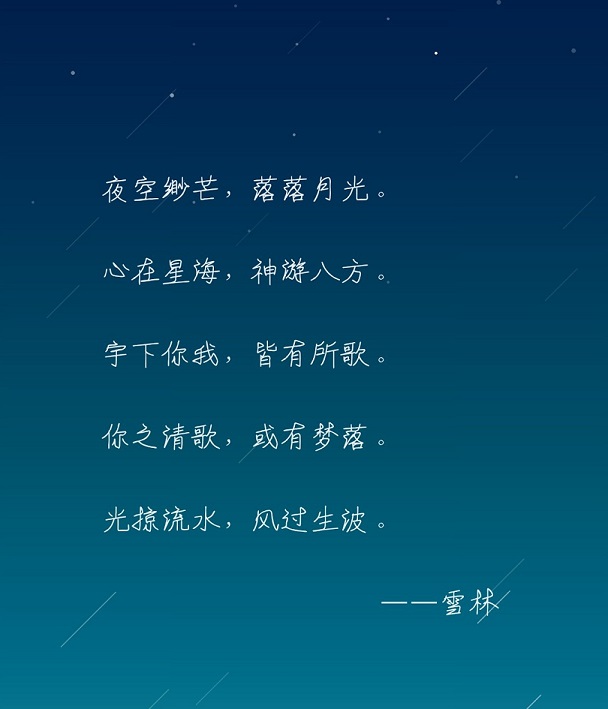 夜空缈芒，落落月光。
心在星海，神游八方。
宇下你我，皆有所歌。
你之清歌，或有梦落。
光掠流水，风过生波。
——雪林